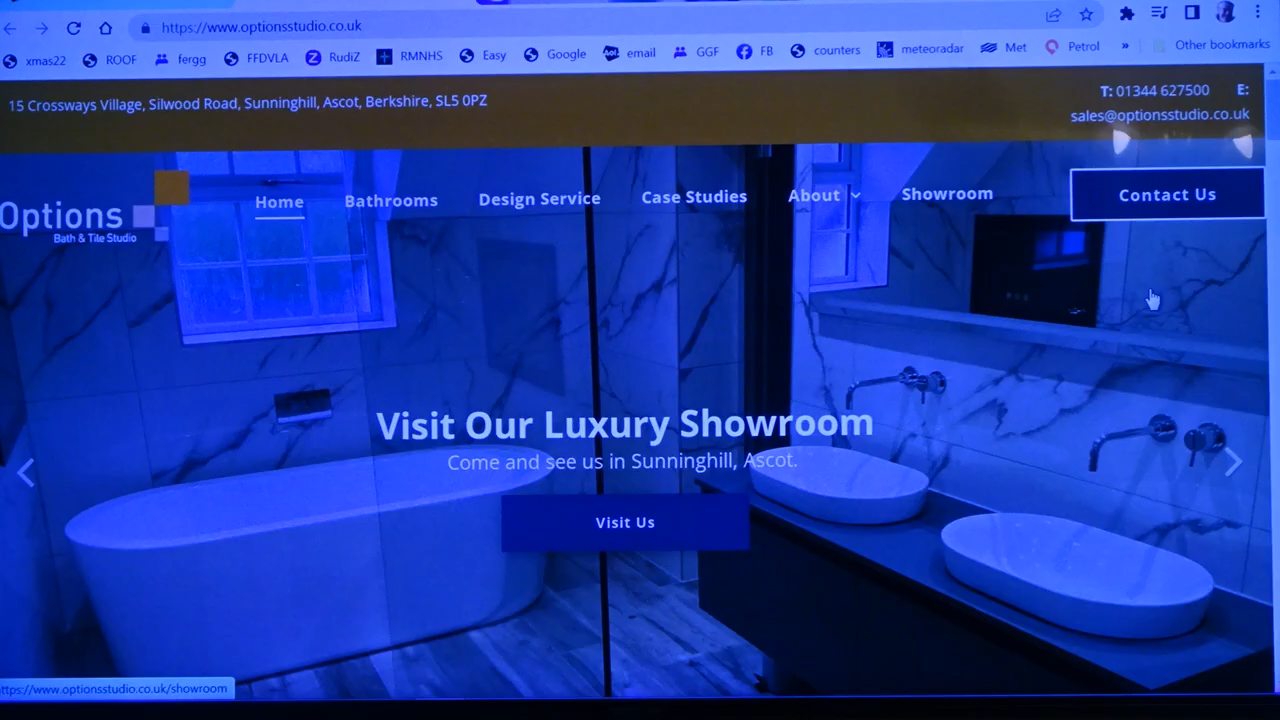 https://www.optionsstudio.co.uk
xmas22 ROOF fergg FFDVLA RudiZ RMNHS Easy Google Aol. email GGF FB counters meteoradar Met Petrol » Other bookmarks
15 Crossways Village, Silwood Road, Sunninghill, Ascot, Berkshire, SL5 0PZ
T: 01344 627500 E:
sales@optionsstudio.co.uk
Options
Bath & Tile Studio
Home Bathrooms Design Service Case Studies About Showroom Contact Us
Visit Our Luxury Showroom
Come and see us in Sunninghill, Ascot.
Visit Us
ttps://www.optionsstudio.co.uk/showroom